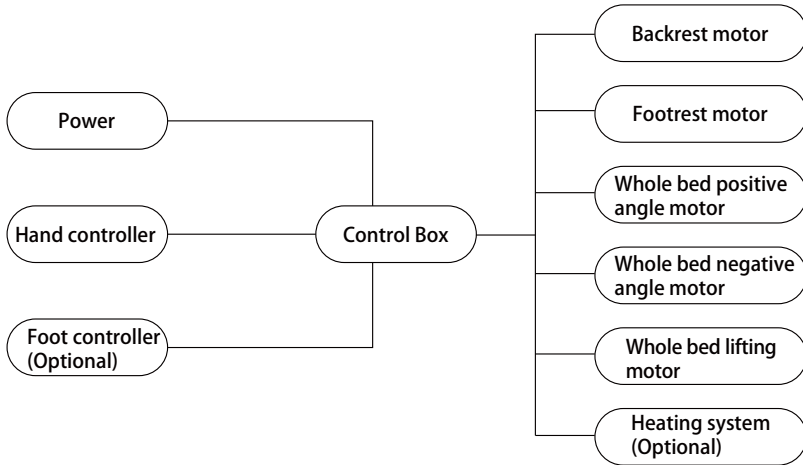 Power
Hand controller
Foot controller
(Optional)
Control Box
Backrest motor
Footrest motor
Whole bed positive
angle motor
Whole bed negative
angle motor
Whole bed lifting
motor
Heating system
(Optional)